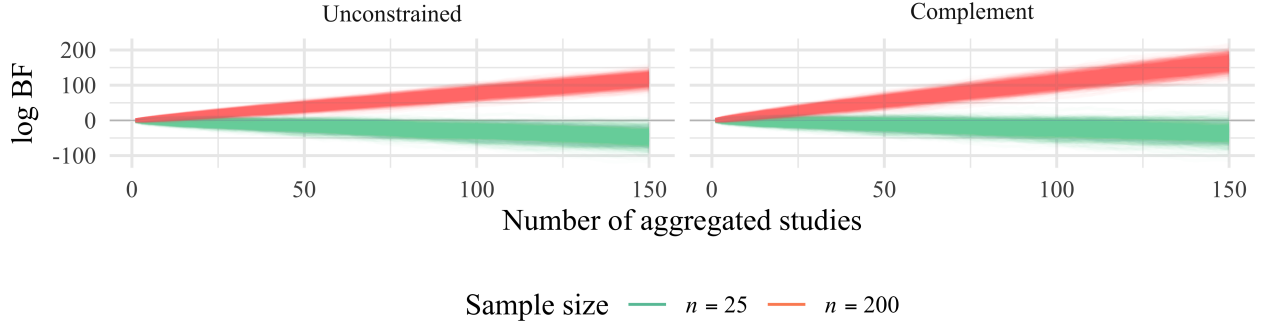 Unconstrained
Complement
log BF
200
100
0
-100
0 50 100 150
0 50 100 150
Number of aggregated studies
Sample size n = 25 n = 200